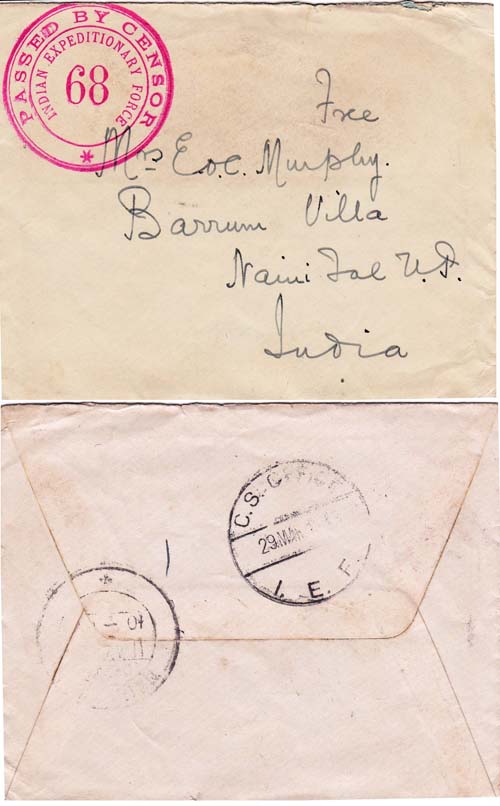 PASSED BY CENSOR
INDIAN EXPEDITIONARY FORCE
68
*
Free
Mrs E.O.C. Murphy.
Barrum Villa
Naini Tal U.P.
India
C.S. OFFICE
29 MAR
I. E. F.
*